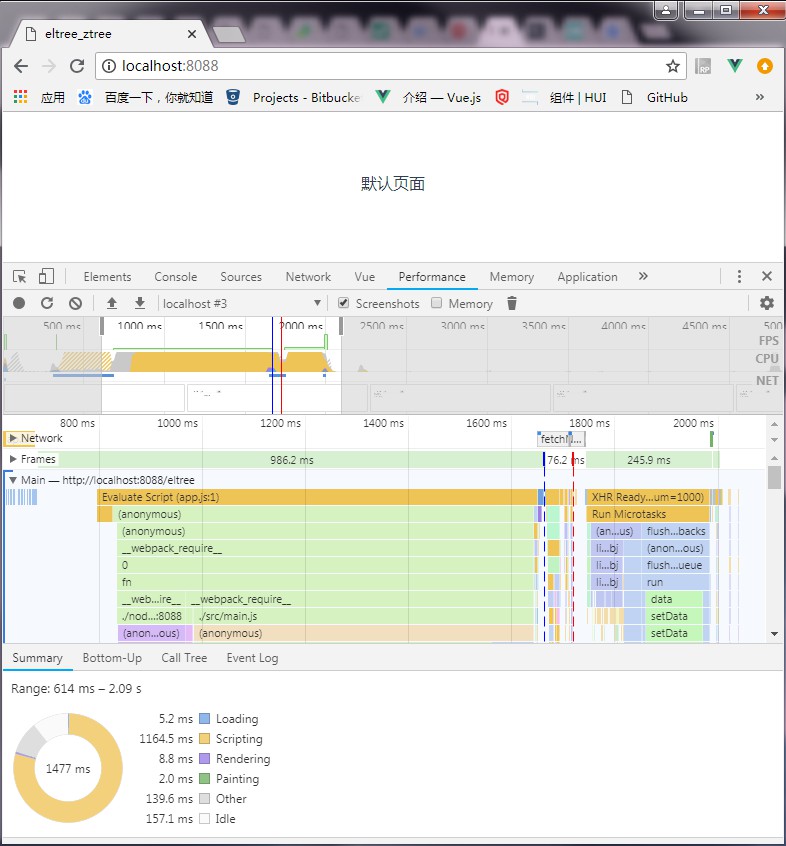 eltree_ztree
localhost:8088
应用 百度一下，你就知道 Projects - Bitbucke 介绍 — Vue.js 组件 | HUI GitHub »
默认页面
Elements Console Sources Network Vue Performance Memory Application »
localhost #3 Screenshots Memory
500 ms 1000 ms 1500 ms 2000 ms 2500 ms 3000 ms 3500 ms 4000 ms 4500 ms 500
FPS
CPU
NET
800 ms 1000 ms 1200 ms 1400 ms 1600 ms 1800 ms 2000 ms
Network
Frames 986.2 ms 76.2 ms 245.9 ms
Main — http://localhost:8088/eltree
Evaluate Script (app.js:1) XHR Ready...um=1000)
(anonymous) Run Microtasks
(anonymous) (an...us) flush...backs
__webpack_require__ li...bj (anon...ous)
0 li...bj flush...ueue
fn li...bj run
__web...ire__ __webpack_require__ data
./nod...:8088 ./src/main.js setData
(anon...ous) (anonymous) setData
Summary Bottom-Up Call Tree Event Log
Range: 614 ms – 2.09 s
1477 ms
5.2 ms Loading
1164.5 ms Scripting
8.8 ms Rendering
2.0 ms Painting
139.6 ms Other
157.1 ms Idle